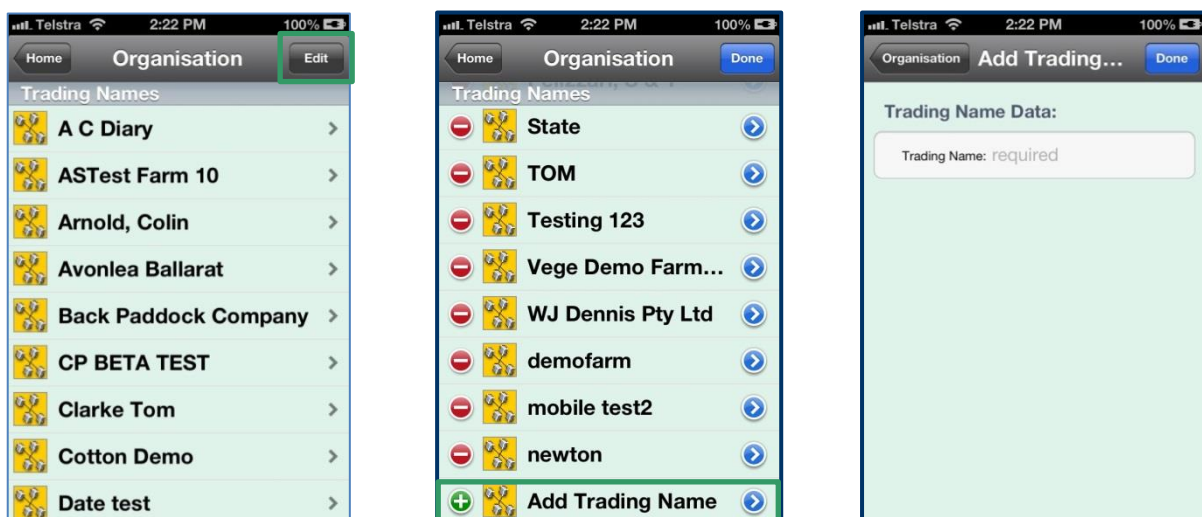 Telstra 2:22 PM 100%
Home Organisation Edit
Trading Names
A C Diary
ASTest Farm 10
Arnold, Colin
Avonlea Ballarat
Back Paddock Company
CP BETA TEST
Clarke Tom
Cotton Demo
Date test
Telstra 2:22 PM 100%
Home Organisation Done
Trading Names
State
TOM
Testing 123
Vege Demo Farm...
WJ Dennis Pty Ltd
demofarm
mobile test2
newton
Add Trading Name
Telstra 2:22 PM 100%
Organisation Add Trading... Done
Trading Name Data:
Trading Name: required